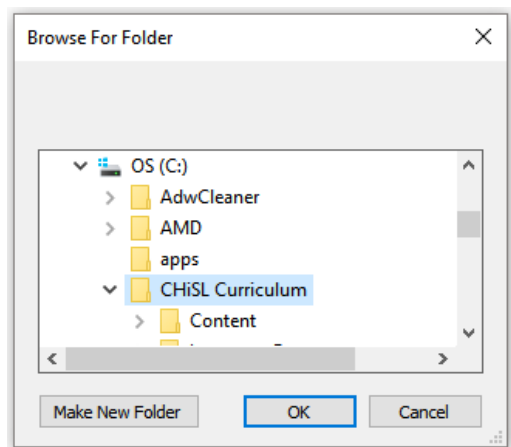 Browse For Folder
OS (C:)
AdwCleaner
AMD
apps
CHiSL Curriculum
Content
Make New Folder OK Cancel